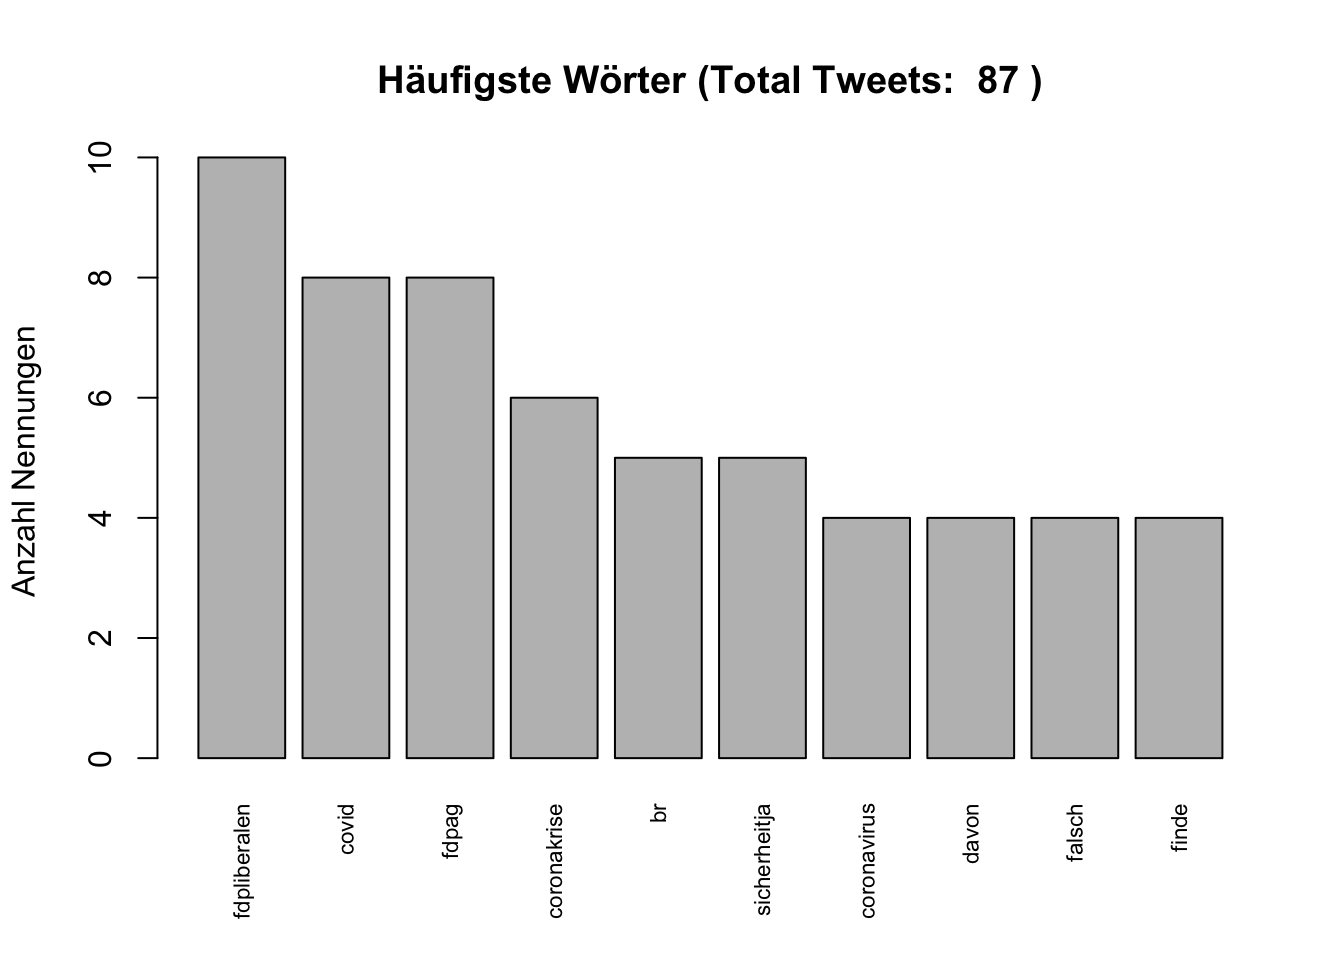 Häufigste Wörter (Total Tweets:  87 )
Anzahl Nennungen
10
8
6
4
2
0
fdpliberalen
covid
fdpag
coronakrise
br
sicherheitja
coronavirus
davon
falsch
finde